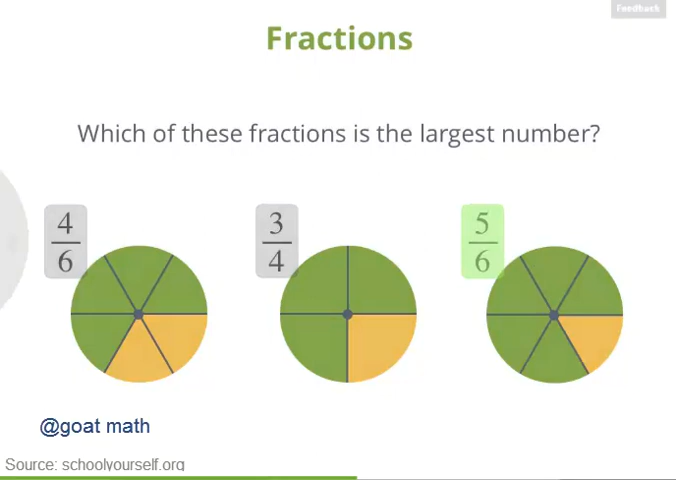 Feedback
Fractions
Which of these fractions is the largest number?
4/6
3/4
5/6
@goat math
Source: schoolyourself.org